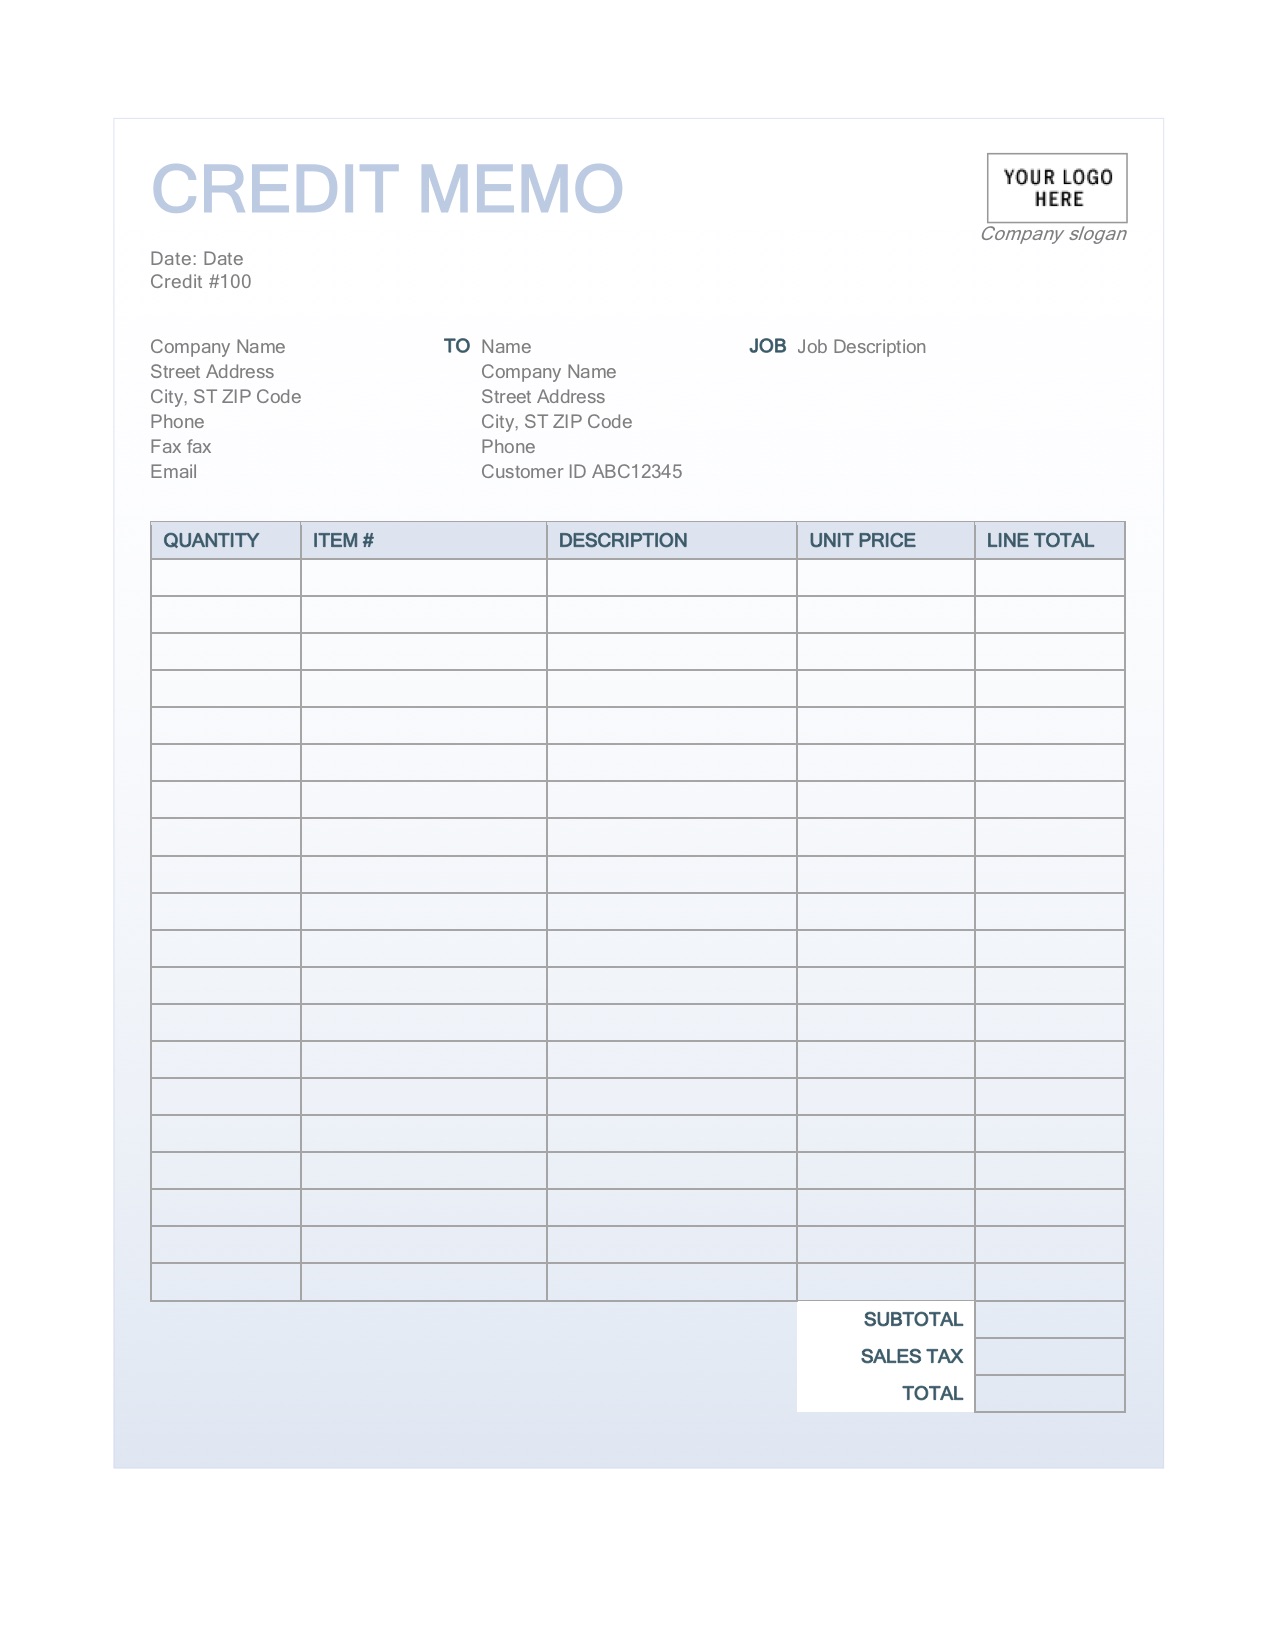 CREDIT MEMO
YOUR LOGO
HERE
Company slogan
Date: Date
Credit #100
Company Name
Street Address
City, ST ZIP Code
Phone
Fax fax
Email
TO Name
Company Name
Street Address
City, ST ZIP Code
Phone
Customer ID ABC12345
JOB Job Description
QUANTITY ITEM # DESCRIPTION UNIT PRICE LINE TOTAL
SUBTOTAL
SALES TAX
TOTAL